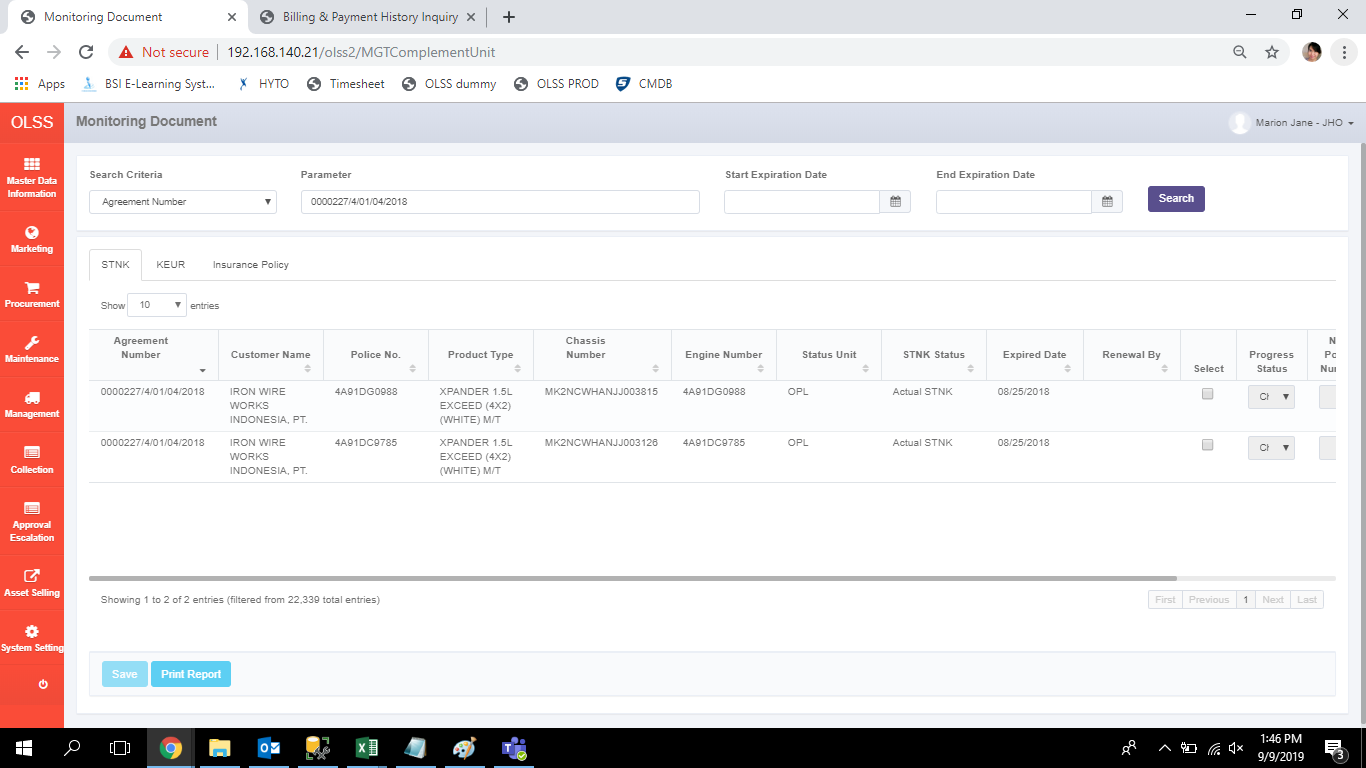 Monitoring Document
Billing & Payment History Inquiry
Not secure
192.168.140.21/olss2/MGTComplementUnit
Apps
BSI E-Learning Syst...
HYTO
Timesheet
OLSS dummy
OLSS PROD
CMDB
OLSS
Monitoring Document
Marion Jane - JHO
Master Data
Information
Marketing
Procurement
Maintenance
Management
Collection
Approval
Escalation
Asset Selling
System Setting
Search Criteria
Parameter
Start Expiration Date
End Expiration Date
Agreement Number
0000227/4/01/04/2018
Search
STNK
KEUR
Insurance Policy
Show 10 entries
Agreement
Number
Customer Name
Police No.
Product Type
Chassis
Number
Engine Number
Status Unit
STNK Status
Expired Date
Renewal By
Select
Progress
Status
N
Po
Nur
0000227/4/01/04/2018
IRON WIRE
WORKS
INDONESIA, PT.
4A91DG0988
XPANDER 1.5L
EXCEED (4X2)
(WHITE) M/T
MK2NCWHANJJ003815
4A91DG0988
OPL
Actual STNK
08/25/2018
0000227/4/01/04/2018
IRON WIRE
WORKS
INDONESIA, PT.
4A91DC9785
XPANDER 1.5L
EXCEED (4X2)
(WHITE) M/T
MK2NCWHANJJ003126
4A91DC9785
OPL
Actual STNK
08/25/2018
Showing 1 to 2 of 2 entries (filtered from 22,339 total entries)
First
Previous
1
Next
Last
Save
Print Report
1:46 PM
9/9/2019
3